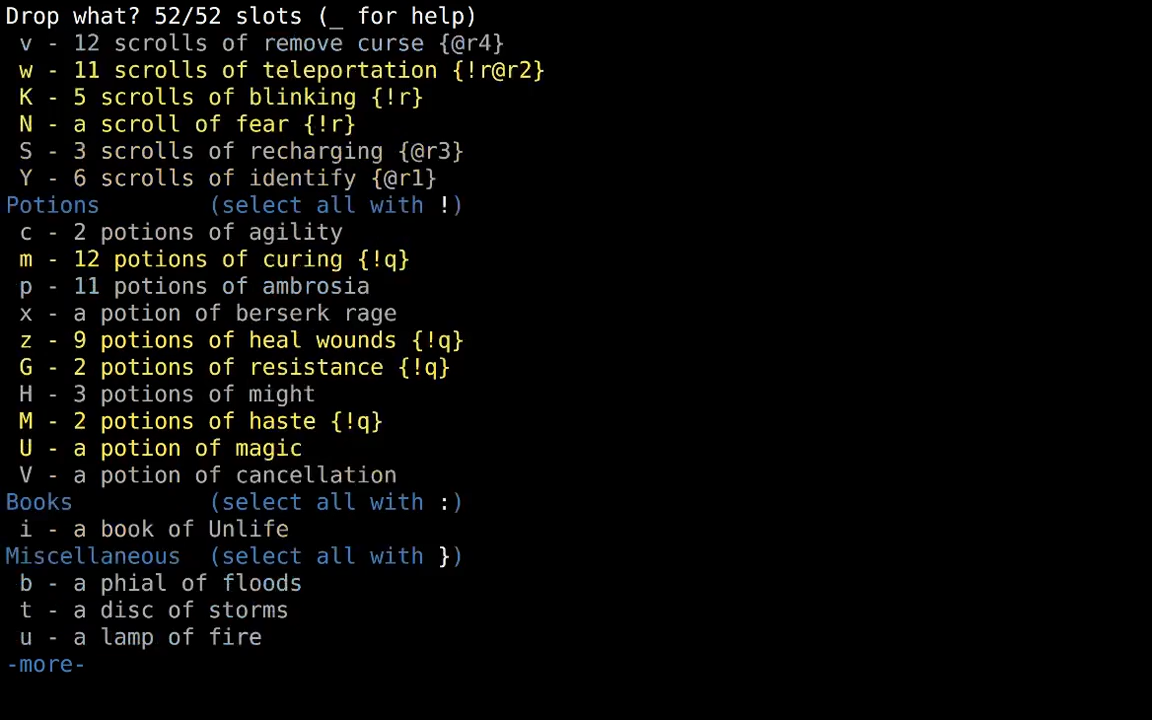 Drop what? 52/52 slots (_ for help)
v - 12 scrolls of remove curse {@r4}
w - 11 scrolls of teleportation {!r@r2}
K - 5 scrolls of blinking {!r}
N - a scroll of fear {!r}
S - 3 scrolls of recharging {@r3}
Y - 6 scrolls of identify {@r1}
Potions (select all with !)
c - 2 potions of agility
m - 12 potions of curing {!q}
p - 11 potions of ambrosia
x - a potion of berserk rage
z - 9 potions of heal wounds {!q}
G - 2 potions of resistance {!q}
H - 3 potions of might
M - 2 potions of haste {!q}
U - a potion of magic
V - a potion of cancellation
Books (select all with :)
i - a book of Unlife
Miscellaneous (select all with })
b - a phial of floods
t - a disc of storms
u - a lamp of fire
-more-